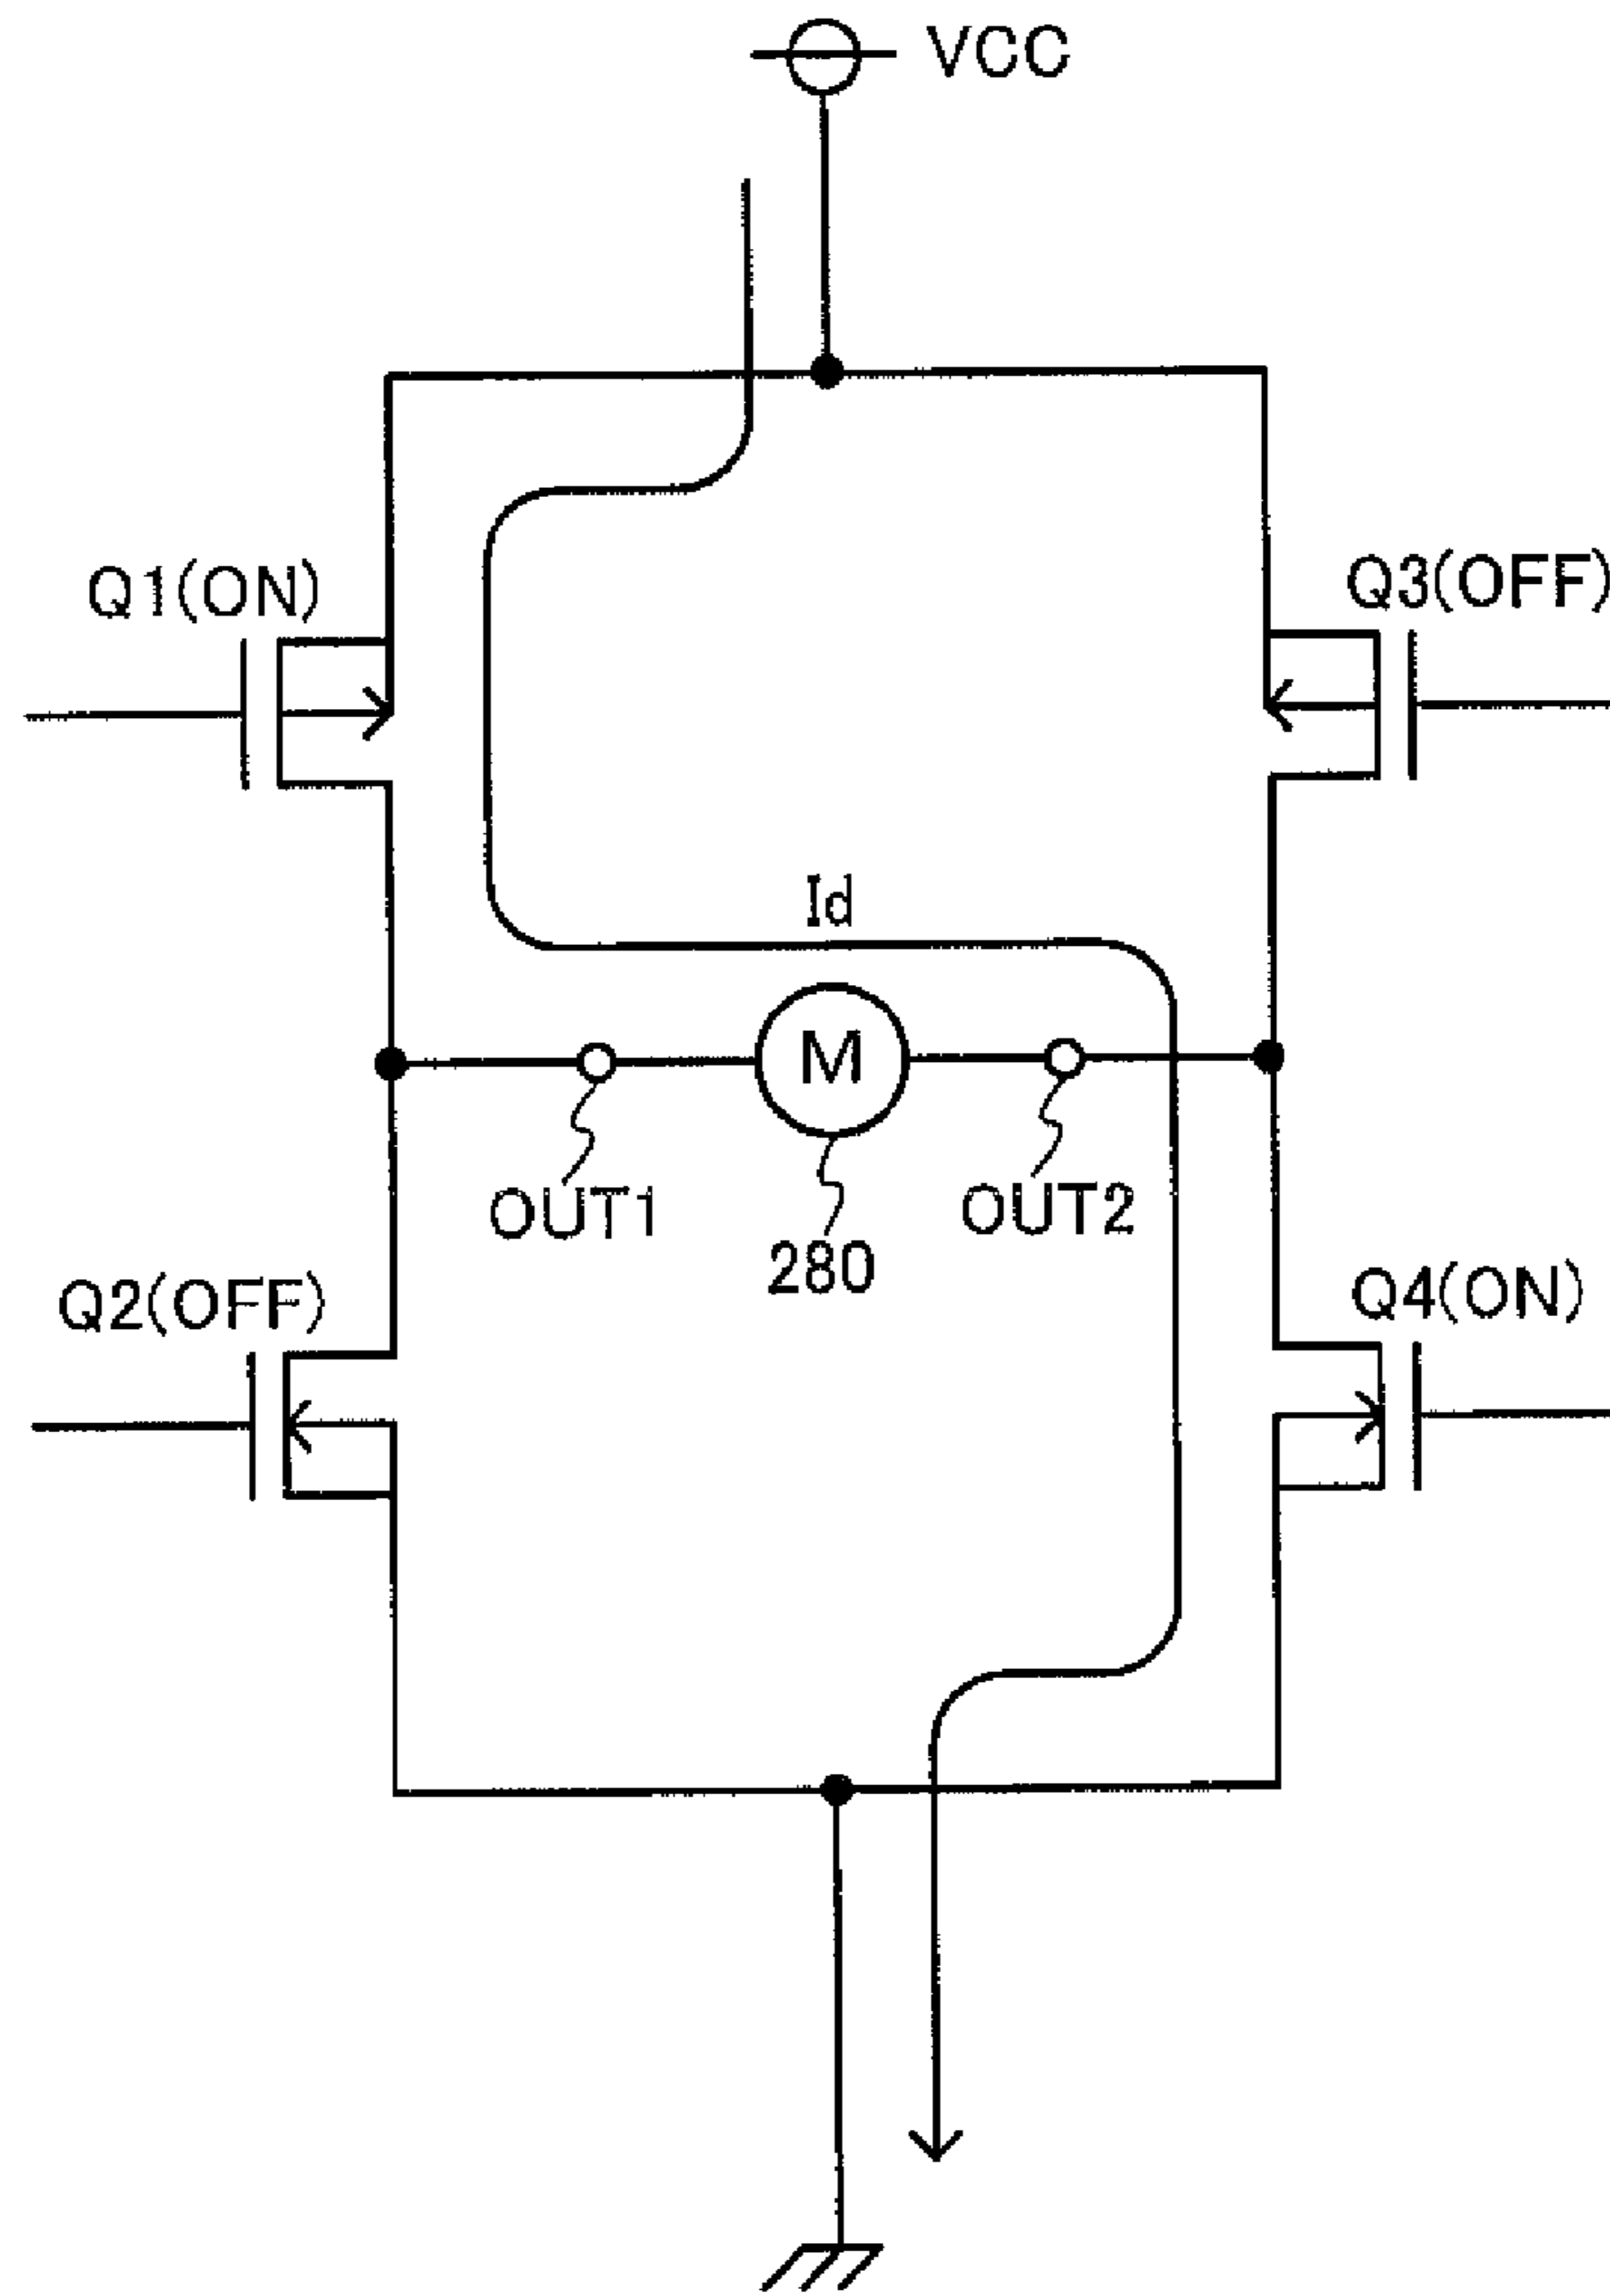 VCC
Q1(ON)
Q3(OFF)
Id
M
OUT1
OUT2
280
Q2(OFF)
Q4(ON)